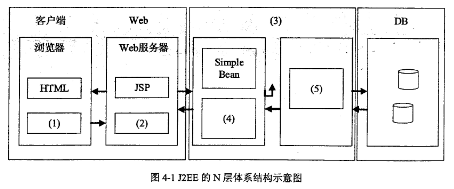 客户端 Web (3) DB
浏览器 Web服务器
HTML JSP Simple Bean (5)
(1) (2) (4)
图 4-1 J2EE 的 N 层体系结构示意图